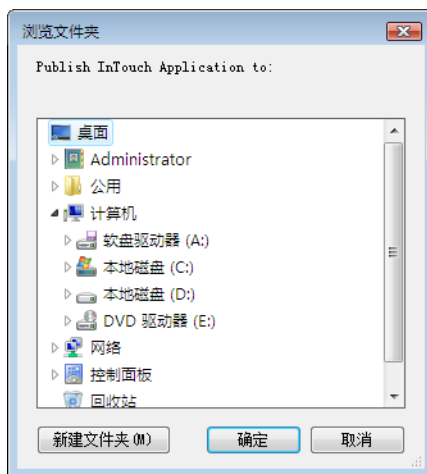 浏览文件夹
Publish InTouch Application to:
桌面
Administrator
公用
计算机
软盘驱动器 (A:)
本地磁盘 (C:)
本地磁盘 (D:)
DVD 驱动器 (E:)
网络
控制面板
回收站
新建文件夹(M) 确定 取消